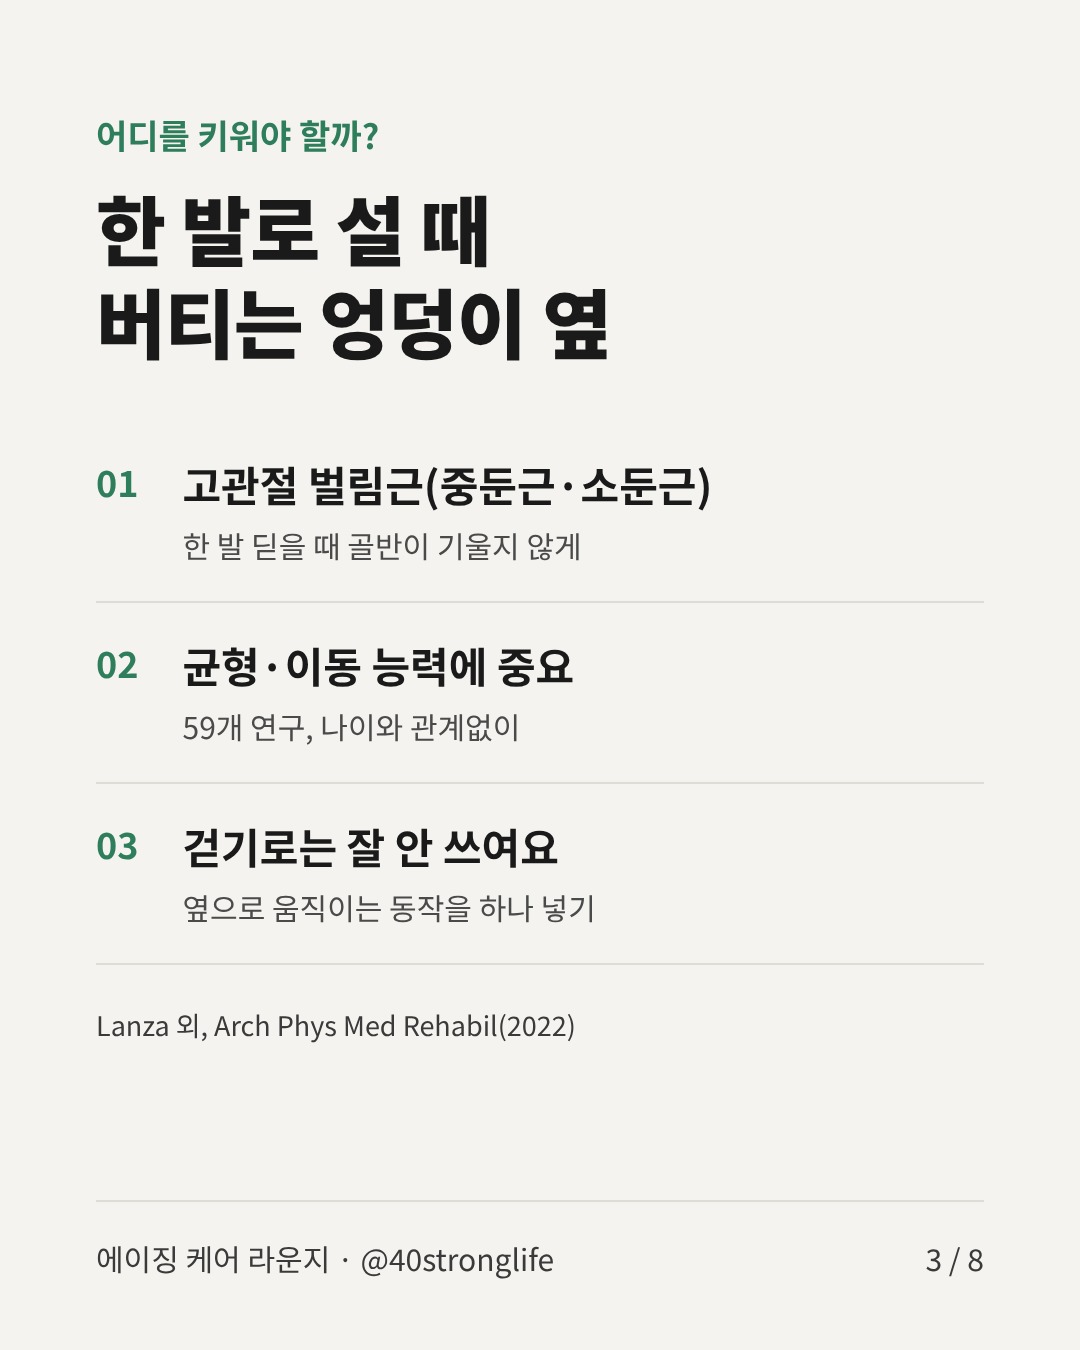 어디를 키워야 할까?
한 발로 설 때
버티는 엉덩이 옆
01 고관절 벌림근(중둔근·소둔근)
한 발 딛을 때 골반이 기울지 않게
02 균형·이동 능력에 중요
59개 연구, 나이와 관계없이
03 걷기로는 잘 안 쓰여요
옆으로 움직이는 동작을 하나 넣기
Lanza 외, Arch Phys Med Rehabil(2022)
에이징 케어 라운지 · @40stronglife 3 / 8